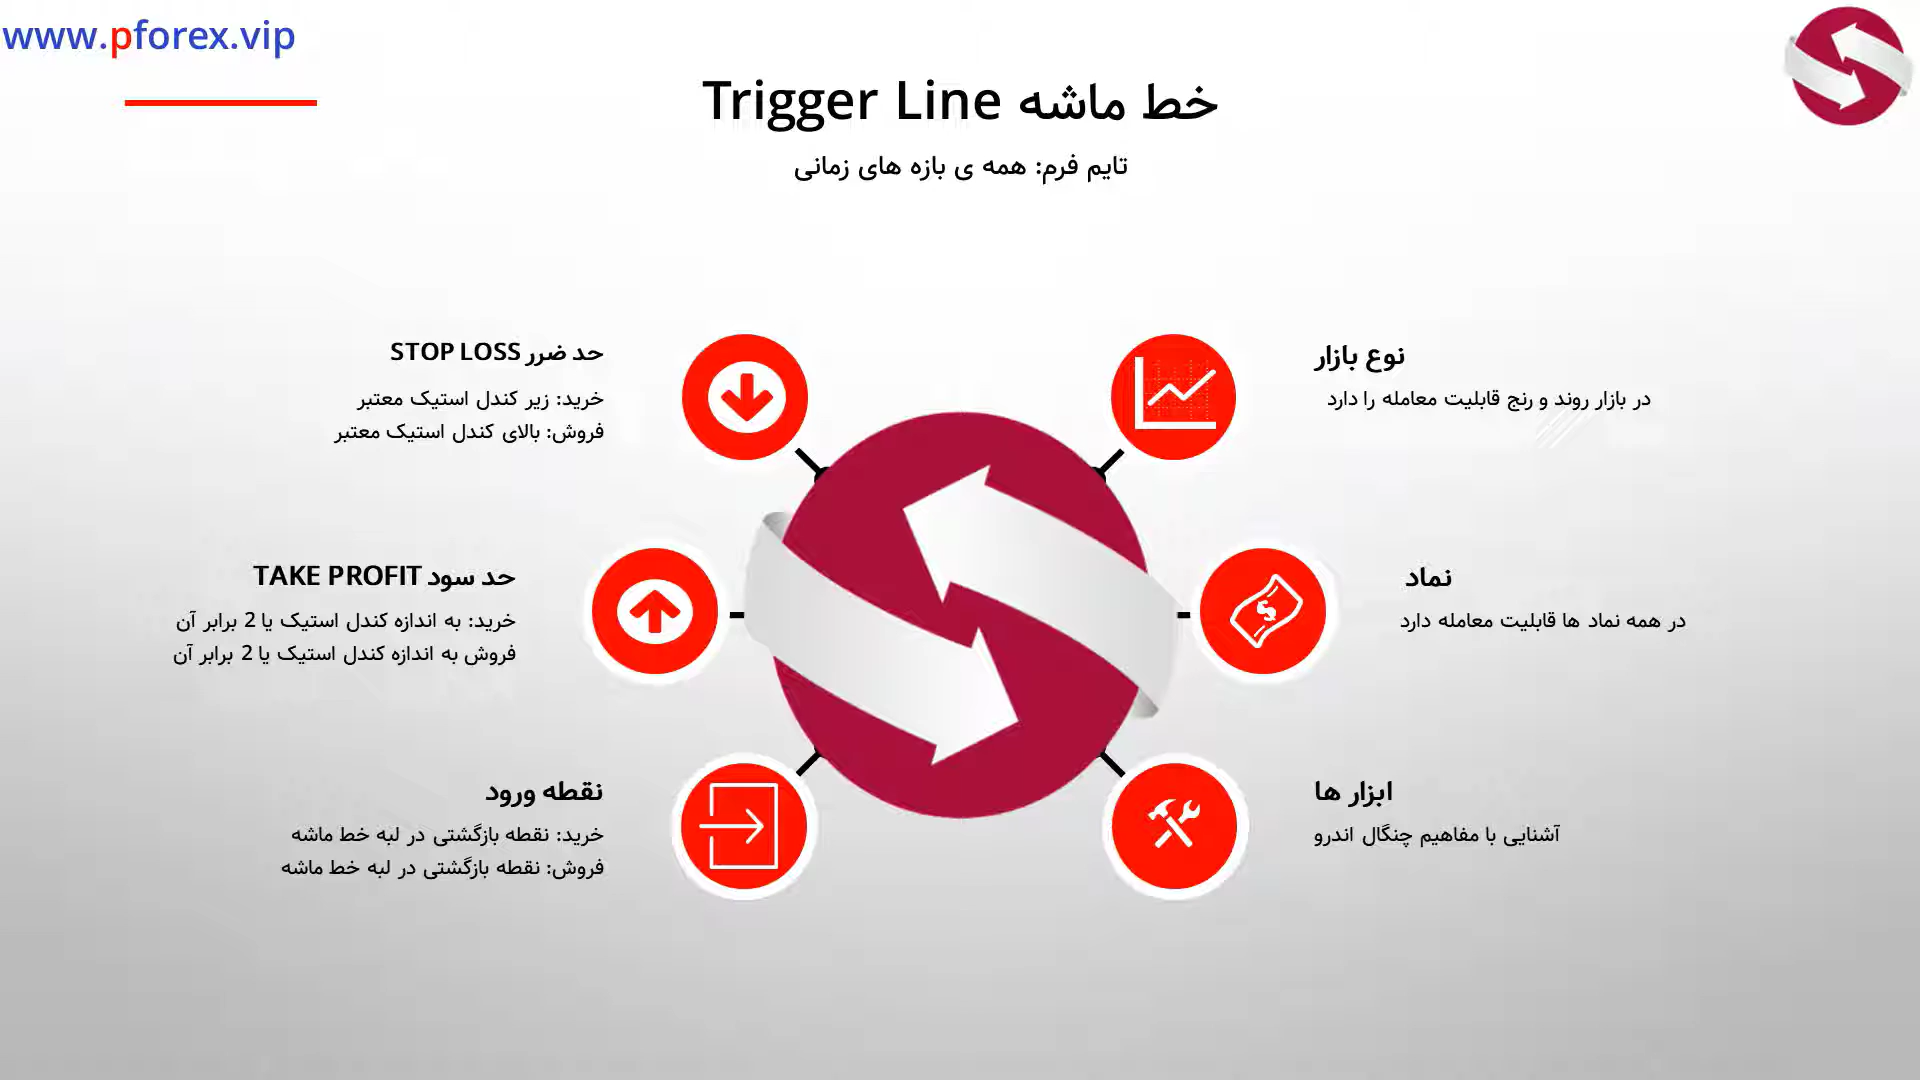 www.pforex.vip
خط ماشه Trigger Line
تایم فرم: همه ی بازه های زمانی
نوع بازار
در بازار روند و رنج قابلیت معامله را دارد
نماد
در همه نماد ها قابلیت معامله دارد
ابزار ها
آشنایی با مفاهیم چنگال اندرو
حد ضرر STOP LOSS
خرید: زیر کندل استیک معتبر
فروش: بالای کندل استیک معتبر
حد سود TAKE PROFIT
خرید: به اندازه کندل استیک یا 2 برابر آن
فروش به اندازه کندل استیک یا 2 برابر آن
نقطه ورود
خرید: نقطه بازگشتی در لبه خط ماشه
فروش: نقطه بازگشتی در لبه خط ماشه